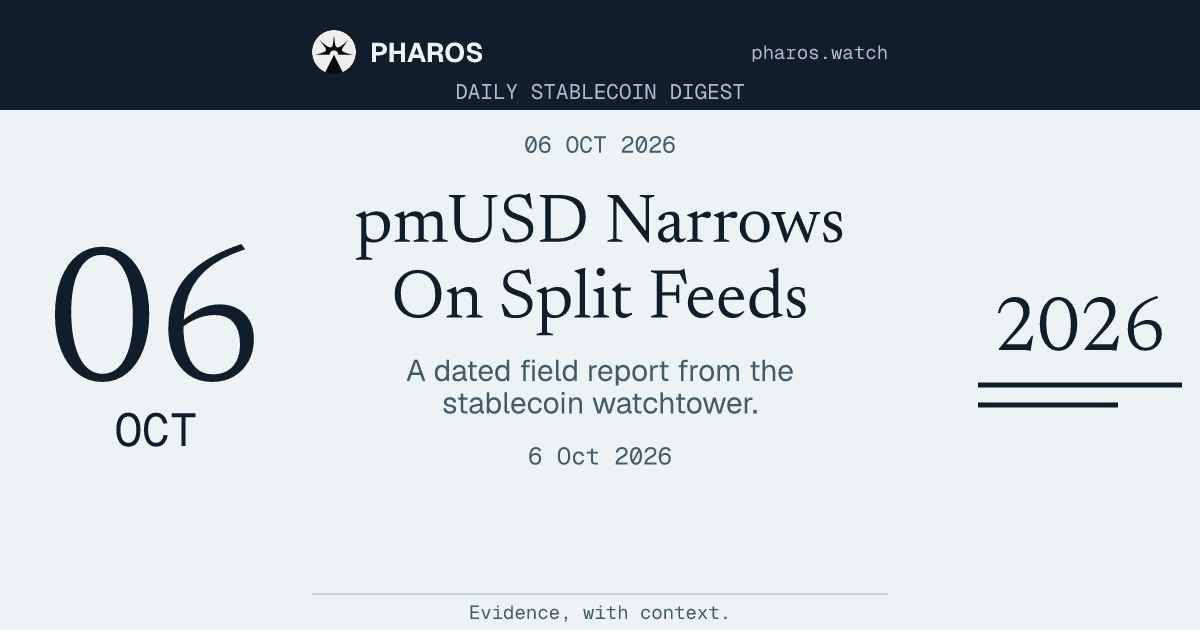 PHAROS
pharos.watch
DAILY STABLECOIN DIGEST
06 OCT 2026
pmUSD Narrows
On Split Feeds
A dated field report from the
stablecoin watchtower.
6 Oct 2026
06
OCT
2026
Evidence, with context.